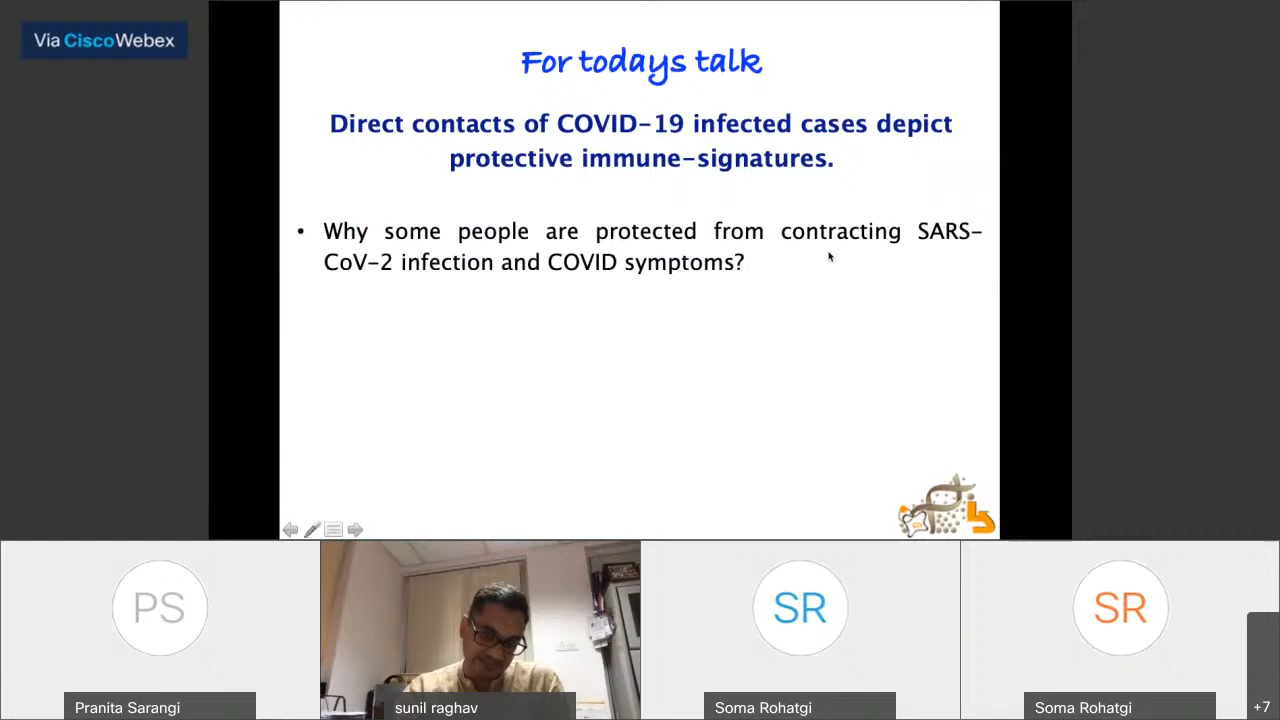 Via Cisco Webex
For todays talk
Direct contacts of COVID-19 infected cases depict
protective immune-signatures.
• Why some people are protected from contracting SARS-
CoV-2 infection and COVID symptoms?
PS
SR
SR
Pranita Sarangi
sunil raghav
Soma Rohatgi
Soma Rohatgi
+7